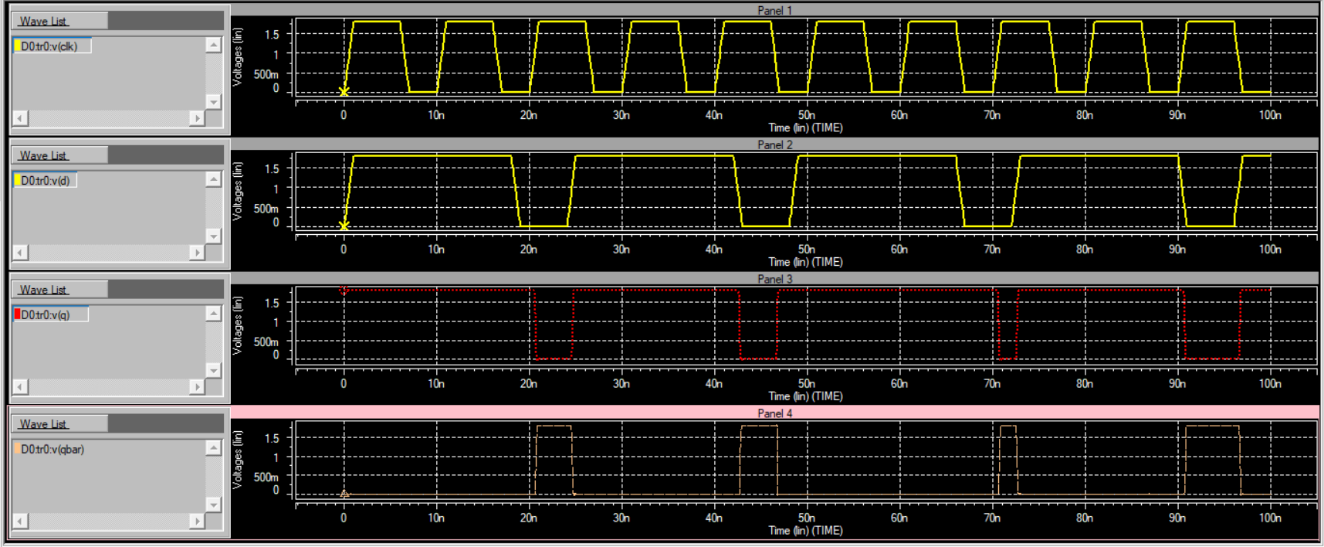 Panel 1
Wave List
D0:tr0:v(clk)
Voltages (lin)
1.5
1
500m
0
0 10n 20n 30n 40n 50n 60n 70n 80n 90n 100n
Time (lin) (TIME)
Panel 2
Wave List
D0:tr0:v(d)
Voltages (lin)
1.5
1
500m
0
0 10n 20n 30n 40n 50n 60n 70n 80n 90n 100n
Time (lin) (TIME)
Panel 3
Wave List
D0:tr0:v(q)
Voltages (lin)
1.5
1
500m
0
0 10n 20n 30n 40n 50n 60n 70n 80n 90n 100n
Time (lin) (TIME)
Panel 4
Wave List
D0:tr0:v(qbar)
Voltages (lin)
1.5
1
500m
0
0 10n 20n 30n 40n 50n 60n 70n 80n 90n 100n
Time (lin) (TIME)